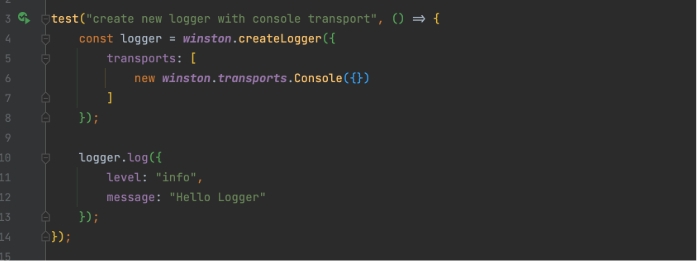 3 test("create new logger with console transport", () => {
4 const logger = winston.createLogger({
5 transports: [
6 new winston.transports.Console({})
7 ]
8 });
9
10 logger.log({
11 level: "info",
12 message: "Hello Logger"
13 });
14 });
15